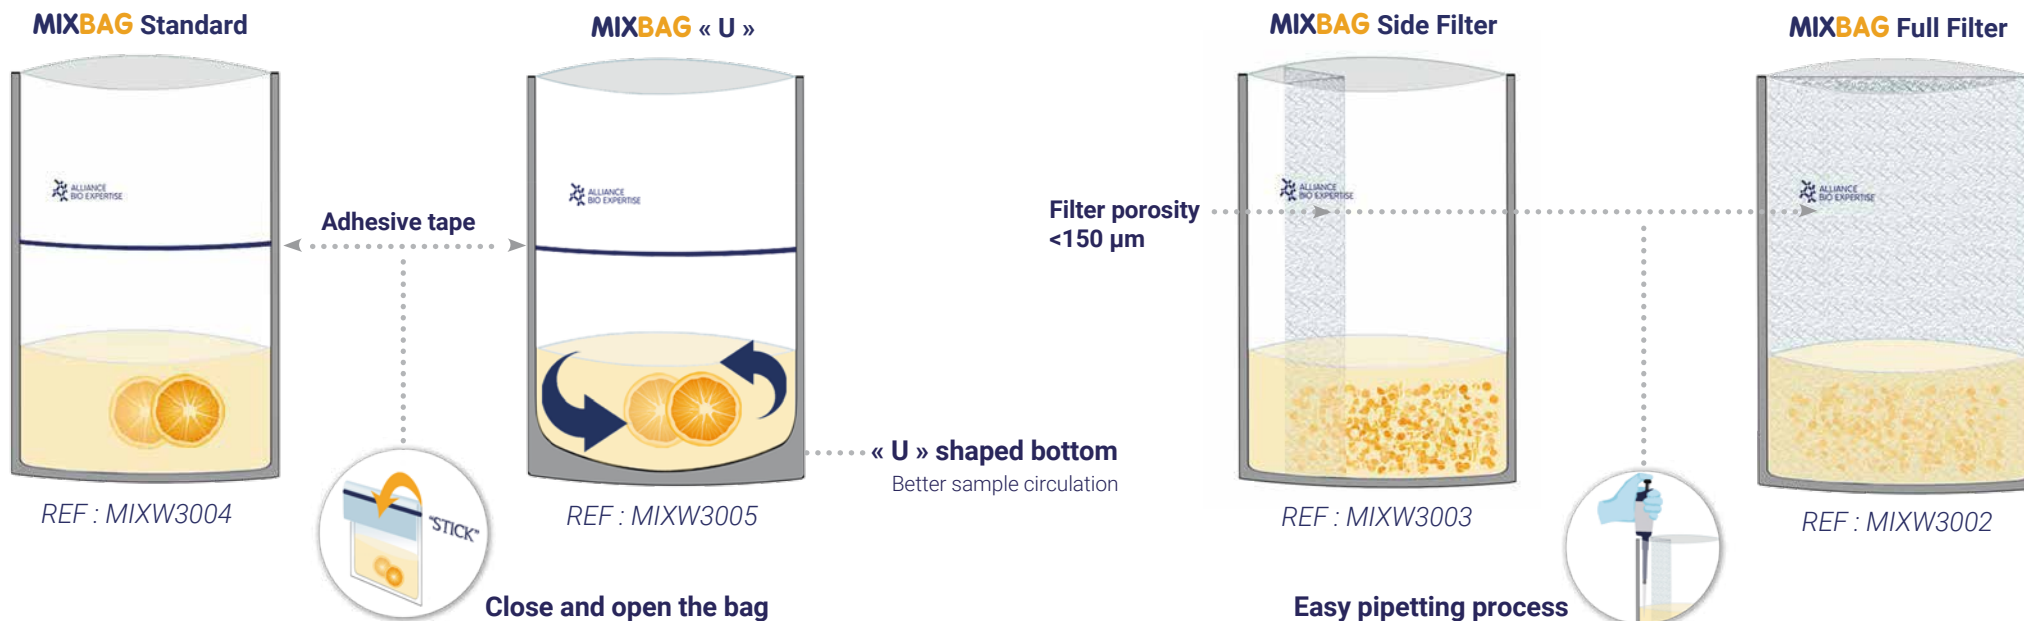 MIXBAG Standard
MIXBAG « U »
MIXBAG Side Filter
MIXBAG Full Filter
ALLIANCE
BIO EXPERTISE
ALLIANCE
BIO EXPERTISE
ALLIANCE
BIO EXPERTISE
ALLIANCE
BIO EXPERTISE
Adhesive tape
Filter porosity
<150 µm
« U » shaped bottom
Better sample circulation
REF : MIXW3004
REF : MIXW3005
REF : MIXW3003
REF : MIXW3002
"STICK"
Close and open the bag
Easy pipetting process